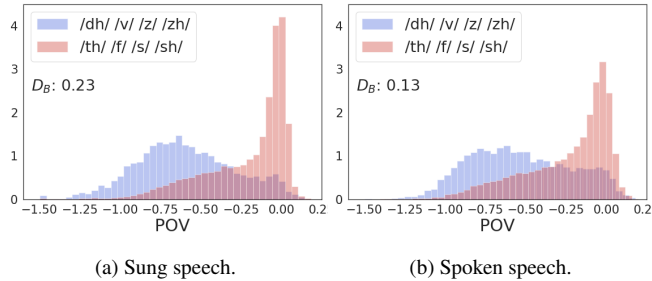 /dh/ /v/ /z/ /zh/
/th/ /f/ /s/ /sh/
D_B: 0.23
4
3
2
1
0
−1.50 −1.25 −1.00 −0.75 −0.50 −0.25 0.00 0.2
POV
(a) Sung speech.
/dh/ /v/ /z/ /zh/
/th/ /f/ /s/ /sh/
D_B: 0.13
4
3
2
1
0
−1.50 −1.25 −1.00 −0.75 −0.50 −0.25 0.00 0.2
POV
(b) Spoken speech.